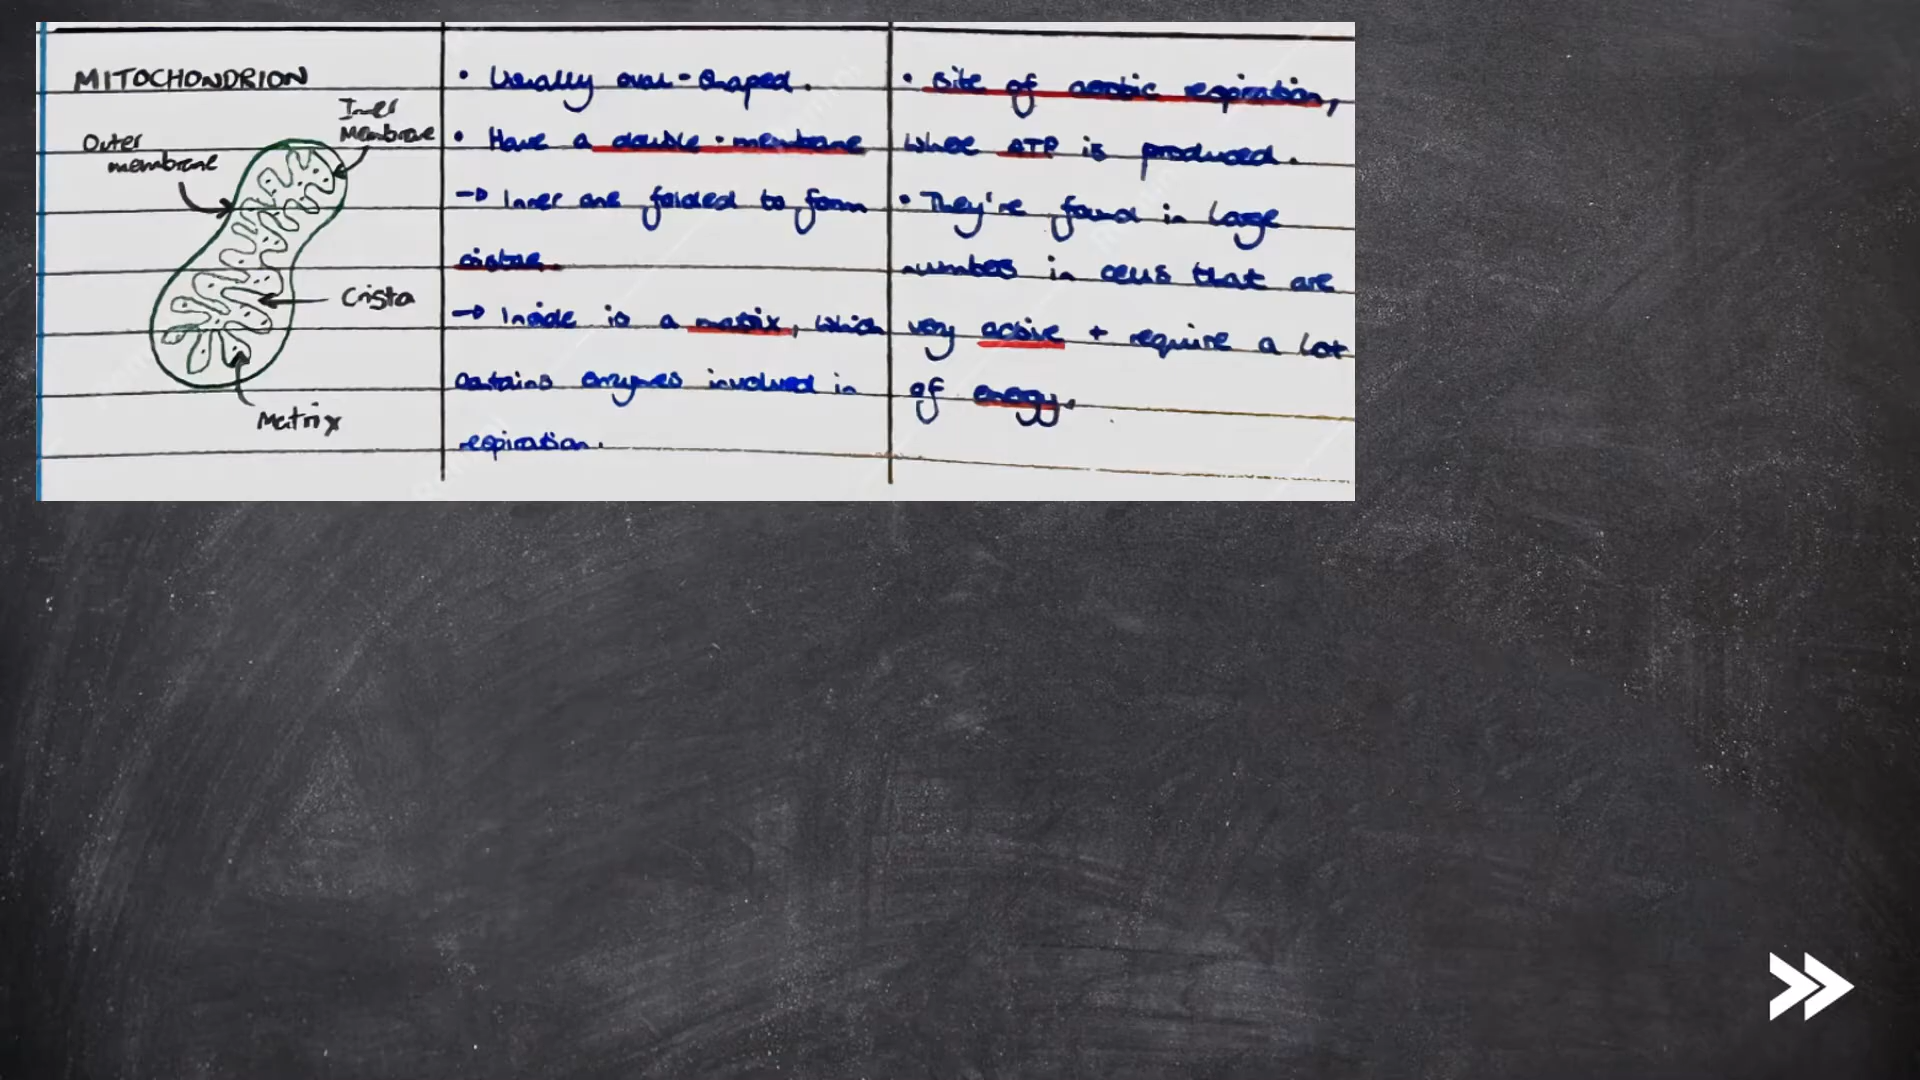 MITOCHONDRION
Outer
membrane
Inner
Membrane
Crista
Matrix
• Usually oval-shaped.
• Have a double-membrane
→ Inner are folded to form
cistae.
→ Inside is a matrix, which
contains enzymes involved in
respiration.
• Site of aerobic respiration,
where ATP is produced.
• They're found in large
numbers in cells that are
very active + require a lot
of energy.